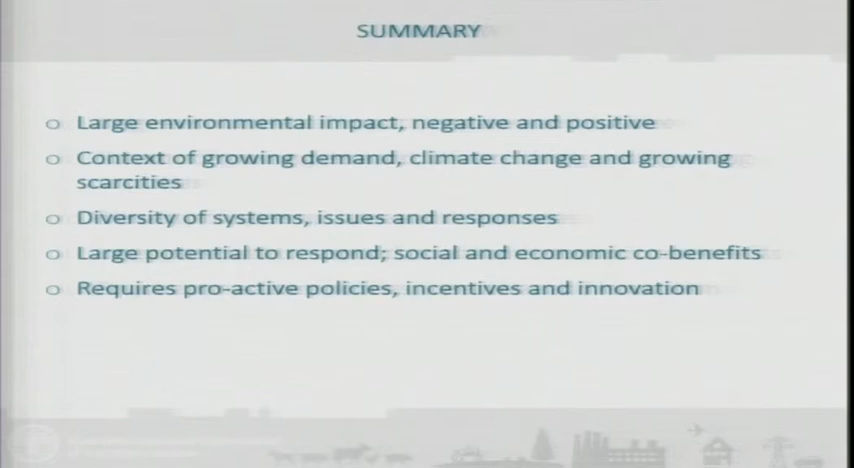 SUMMARY
o Large environmental impact, negative and positive
o Context of growing demand, climate change and growing
scarcities
o Diversity of systems, issues and responses
o Large potential to respond; social and economic co-benefits
o Requires pro-active policies, incentives and innovation